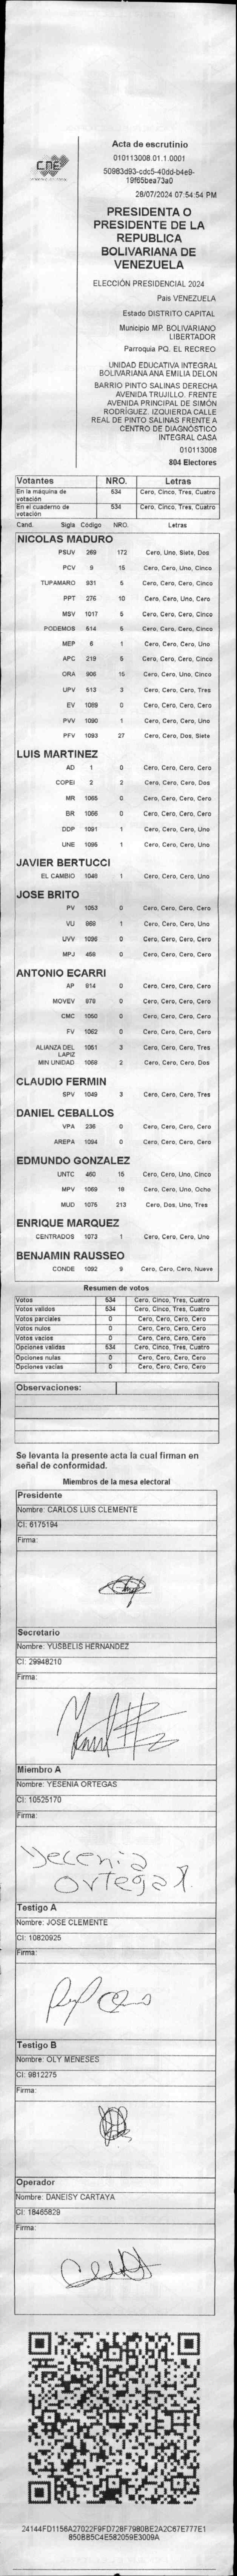 CNE
Acta de escrutinio
010113008.01.1.0001
50983d93-cdc5-40dd-b4e9-
19f65bea73a0
28/07/2024 07:54:54 PM
PRESIDENTA O
PRESIDENTE DE LA
REPUBLICA
BOLIVARIANA DE
VENEZUELA
ELECCIÓN PRESIDENCIAL 2024
Pais VENEZUELA
Estado DISTRITO CAPITAL
Municipio MP. BOLIVARIANO
LIBERTADOR
Parroquia PQ. EL RECREO
UNIDAD EDUCATIVA INTEGRAL
BOLIVARIANA ANA EMILIA DELON
BARRIO PINTO SALINAS DERECHA
AVENIDA TRUJILLO. FRENTE
AVENIDA PRINCIPAL DE SIMÓN
RODRÍGUEZ. IZQUIERDA CALLE
REAL DE PINTO SALINAS FRENTE A
CENTRO DE DIAGNÓSTICO
INTEGRAL CASA
010113008
804 Electores
Votantes NRO. Letras
En la máquina de votación 534 Cero, Cinco, Tres, Cuatro
En el cuaderno de votación 534 Cero, Cinco, Tres, Cuatro
Cand. Sigla Código NRO. Letras
NICOLAS MADURO
PSUV 269 172 Cero, Uno, Siete, Dos
PCV 9 15 Cero, Cero, Uno, Cinco
TUPAMARO 931 5 Cero, Cero, Cero, Cinco
PPT 276 10 Cero, Cero, Uno, Cero
MSV 1017 5 Cero, Cero, Cero, Cinco
PODEMOS 514 5 Cero, Cero, Cero, Cinco
MEP 6 1 Cero, Cero, Cero, Uno
APC 219 5 Cero, Cero, Cero, Cinco
ORA 906 15 Cero, Cero, Uno, Cinco
UPV 513 3 Cero, Cero, Cero, Tres
EV 1089 0 Cero, Cero, Cero, Cero
PVV 1090 1 Cero, Cero, Cero, Uno
PFV 1093 27 Cero, Cero, Dos, Siete
LUIS MARTINEZ
AD 1 0 Cero, Cero, Cero, Cero
COPEI 2 2 Cero, Cero, Cero, Dos
MR 1065 0 Cero, Cero, Cero, Cero
BR 1066 0 Cero, Cero, Cero, Cero
DDP 1091 1 Cero, Cero, Cero, Uno
UNE 1095 1 Cero, Cero, Cero, Uno
JAVIER BERTUCCI
EL CAMBIO 1046 1 Cero, Cero, Cero, Uno
JOSE BRITO
PV 1053 0 Cero, Cero, Cero, Cero
VU 969 1 Cero, Cero, Cero, Uno
UVV 1096 0 Cero, Cero, Cero, Cero
MPJ 459 0 Cero, Cero, Cero, Cero
ANTONIO ECARRI
AP 914 0 Cero, Cero, Cero, Cero
MOVEV 979 0 Cero, Cero, Cero, Cero
CMC 1050 0 Cero, Cero, Cero, Cero
FV 1062 0 Cero, Cero, Cero, Cero
ALIANZA DEL LAPIZ 1051 3 Cero, Cero, Cero, Tres
MIN UNIDAD 1068 2 Cero, Cero, Cero, Dos
CLAUDIO FERMIN
SPV 1049 3 Cero, Cero, Cero, Tres
DANIEL CEBALLOS
VPA 236 0 Cero, Cero, Cero, Cero
AREPA 1094 0 Cero, Cero, Cero, Cero
EDMUNDO GONZALEZ
UNTC 460 15 Cero, Cero, Uno, Cinco
MPV 1069 18 Cero, Cero, Uno, Ocho
MUD 1075 213 Cero, Dos, Uno, Tres
ENRIQUE MARQUEZ
CENTRADOS 1073 1 Cero, Cero, Cero, Uno
BENJAMIN RAUSSEO
CONDE 1092 9 Cero, Cero, Cero, Nueve
Resumen de votos
Votos 534 Cero, Cinco, Tres, Cuatro
Votos validos 534 Cero, Cinco, Tres, Cuatro
Votos parciales 0 Cero, Cero, Cero, Cero
Votos nulos 0 Cero, Cero, Cero, Cero
Votos vacios 0 Cero, Cero, Cero, Cero
Opciones validas 534 Cero, Cinco, Tres, Cuatro
Opciones nulas 0 Cero, Cero, Cero, Cero
Opciones vacias 0 Cero, Cero, Cero, Cero
Observaciones:
Se levanta la presente acta la cual firman en
señal de conformidad.
Miembros de la mesa electoral
Presidente
Nombre: CARLOS LUIS CLEMENTE
CI: 6175194
Firma:
Secretario
Nombre: YUSBELIS HERNANDEZ
CI: 29948210
Firma:
Miembro A
Nombre: YESENIA ORTEGAS
CI: 10525170
Firma:
Yecenia
Ortega
Testigo A
Nombre: JOSE CLEMENTE
CI: 10820925
Firma:
Testigo B
Nombre: OLY MENESES
CI: 9812275
Firma:
Operador
Nombre: DANEISY CARTAYA
CI: 18465829
Firma:
24144FD1156A27022F9FD728F7980BE2A2C67E777E1
850BB5C4E582059E3009A